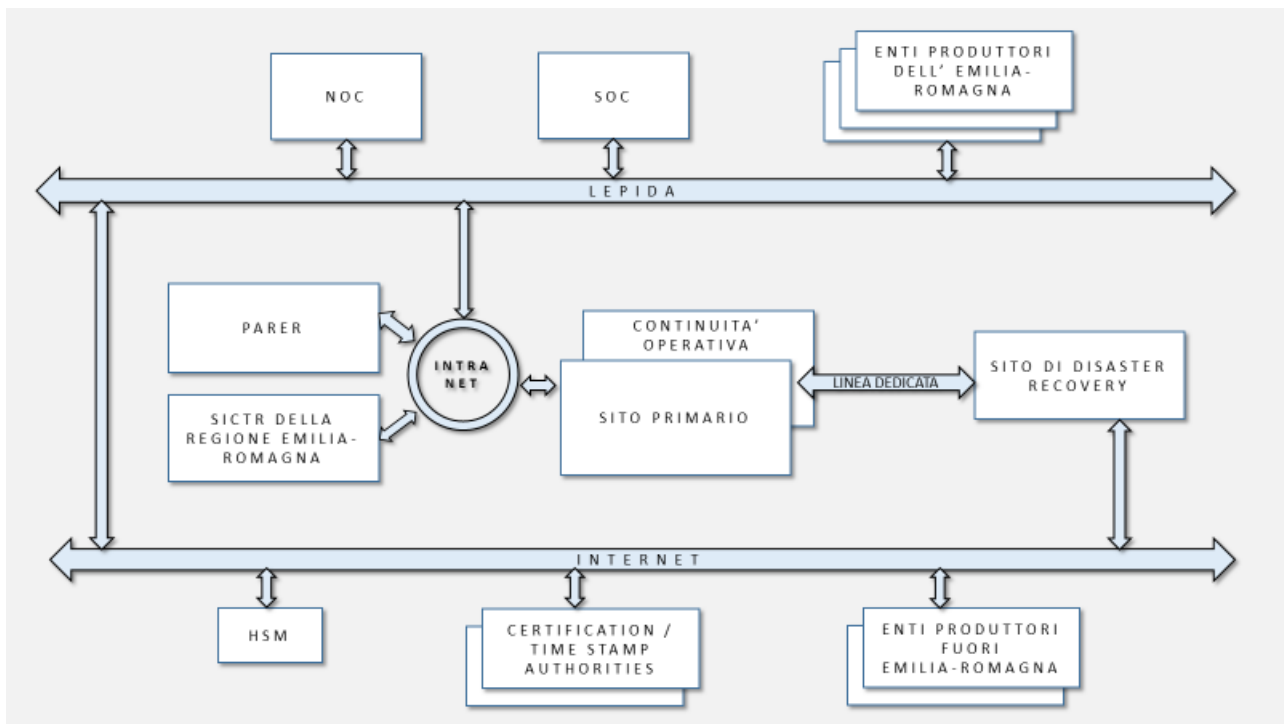 NOC
SOC
ENTI PRODUTTORI
DELL' EMILIA-
ROMAGNA
LEPIDA
PARER
INTRA
NET
CONTINUITA'
OPERATIVA
SITO PRIMARIO
LINEA DEDICATA
SITO DI DISASTER
RECOVERY
SICTR DELLA
REGIONE EMILIA-
ROMAGNA
INTERNET
HSM
CERTIFICATION /
TIME STAMP
AUTHORITIES
ENTI PRODUTTORI
FUORI
EMILIA-ROMAGNA